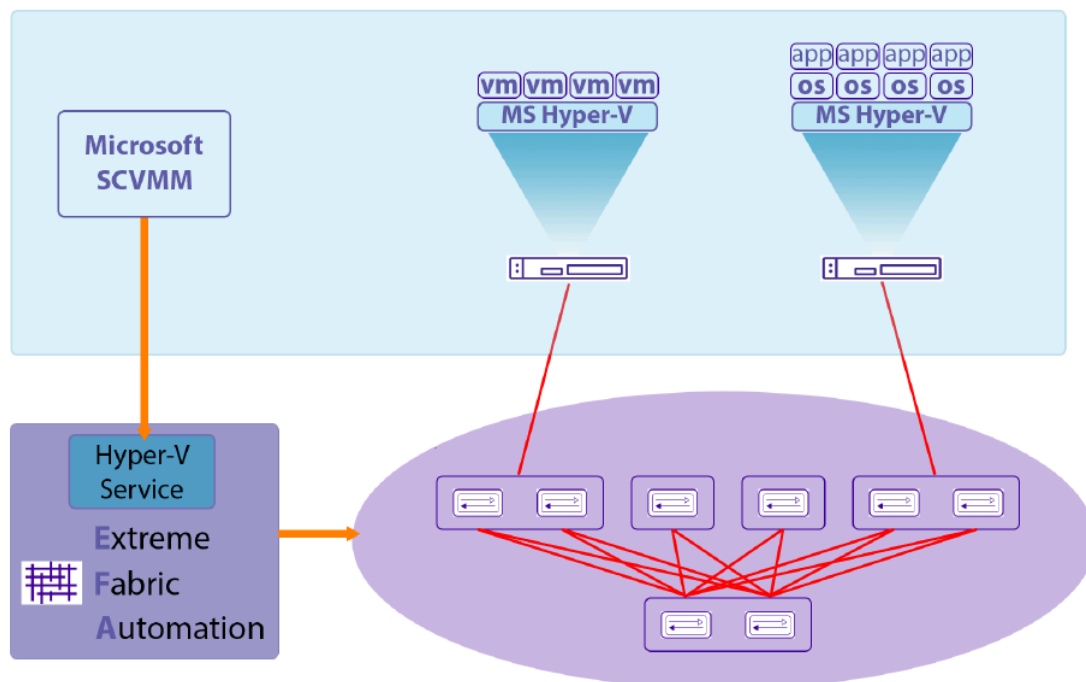 app app app app
vm vm vm vm
os os os os
MS Hyper-V
MS Hyper-V
Microsoft
SCVMM
Hyper-V
Service
Extreme
Fabric
Automation